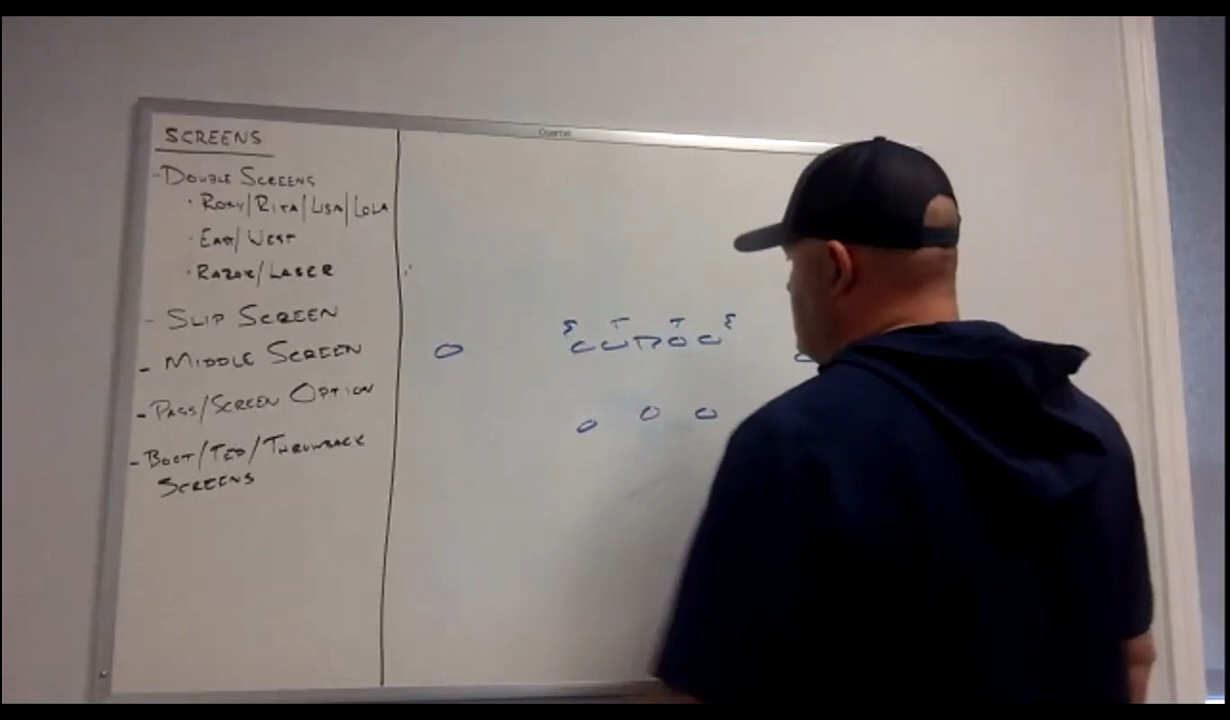 SCREENS
- DOUBLE SCREENS
· ROXY/RITA/LISA/LOLA
· EAST/WEST
· RAZOR/LASER
- SLIP SCREEN
- MIDDLE SCREEN
- PASS/SCREEN OPTION
- BOOT/TED/THROWBACK
SCREENS
Quartet
E T T E